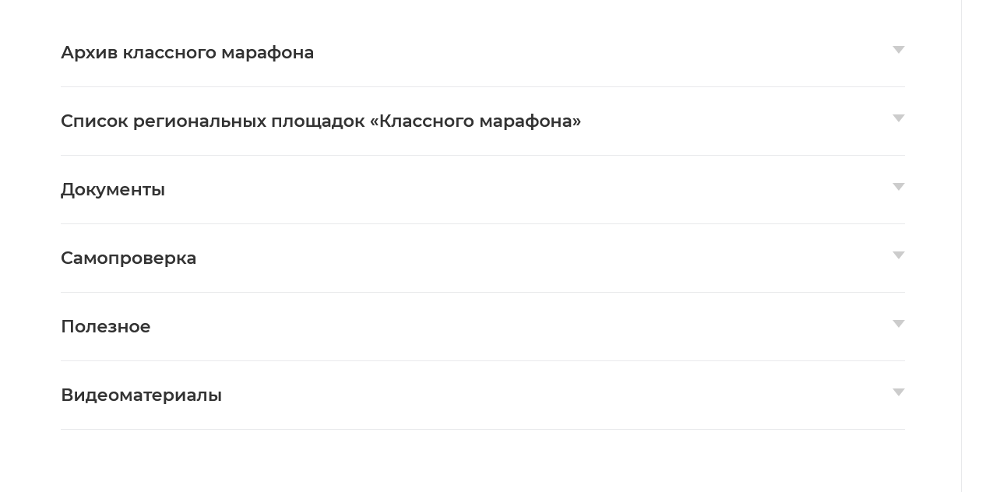 Архив классного марафона
Список региональных площадок «Классного марафона»
Документы
Самопроверка
Полезное
Видеоматериалы